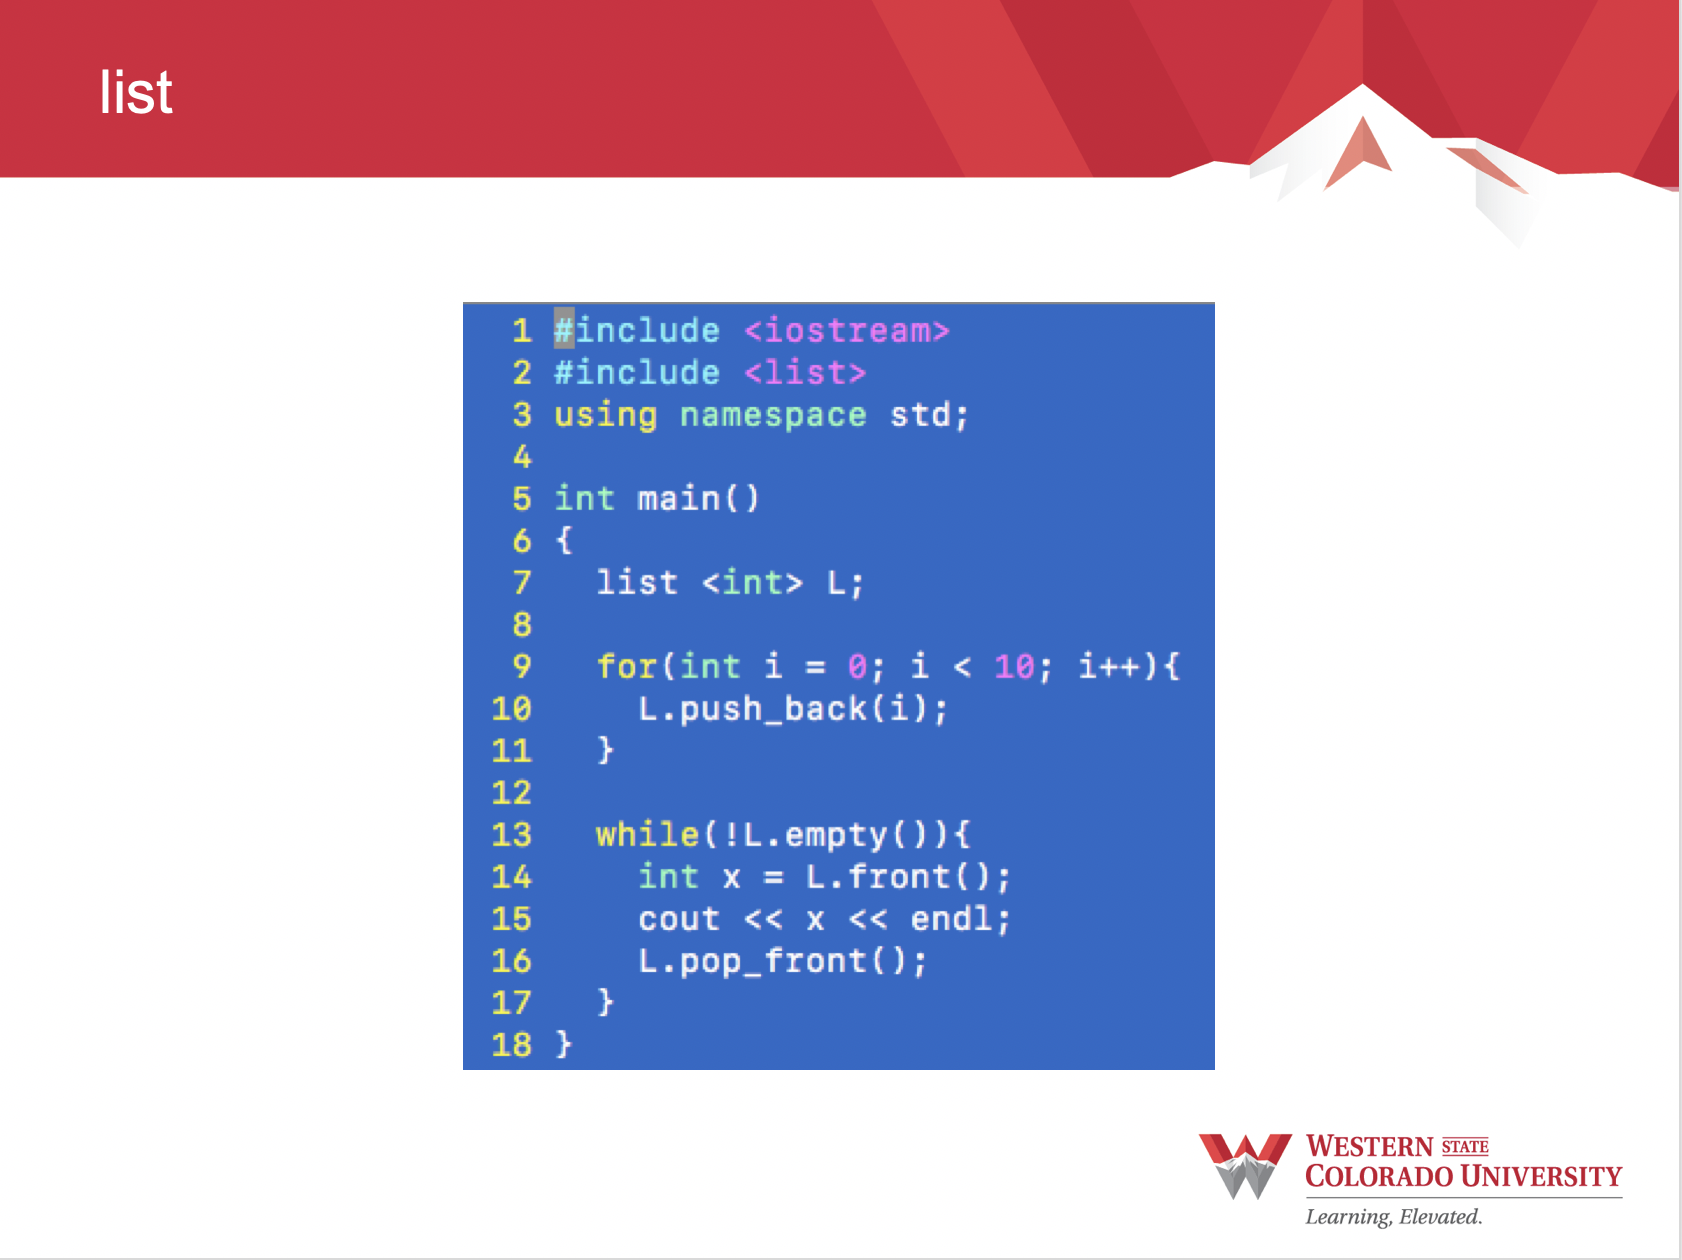 list
1 #include <iostream>
2 #include <list>
3 using namespace std;
4
5 int main()
6 {
7   list <int> L;
8
9   for(int i = 0; i < 10; i++){
10     L.push_back(i);
11   }
12
13   while(!L.empty()){
14     int x = L.front();
15     cout << x << endl;
16     L.pop_front();
17   }
18 }
WESTERN STATE
COLORADO UNIVERSITY
Learning, Elevated.